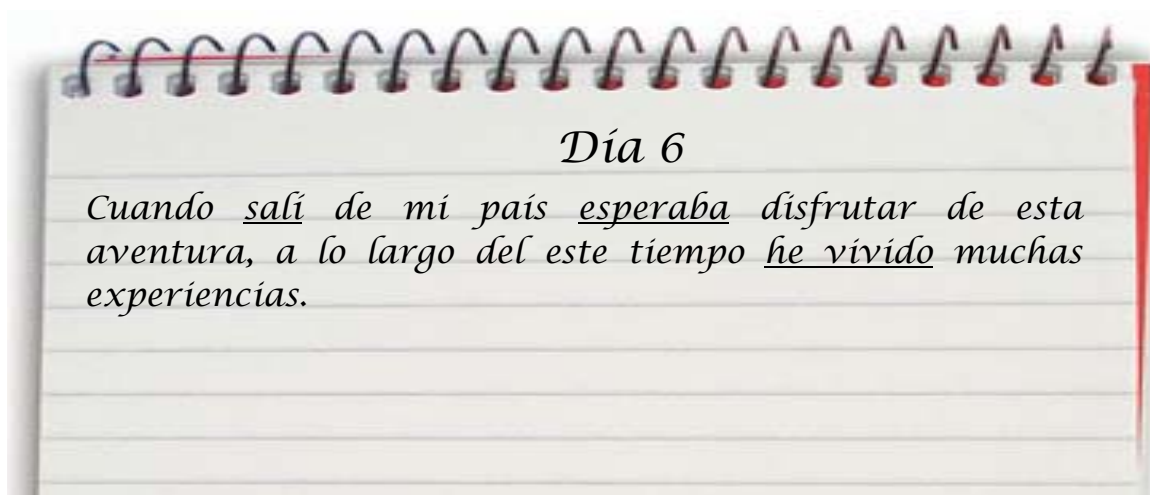 Día 6
Cuando salí de mi país esperaba disfrutar de esta
aventura, a lo largo del este tiempo he vivido muchas
experiencias.